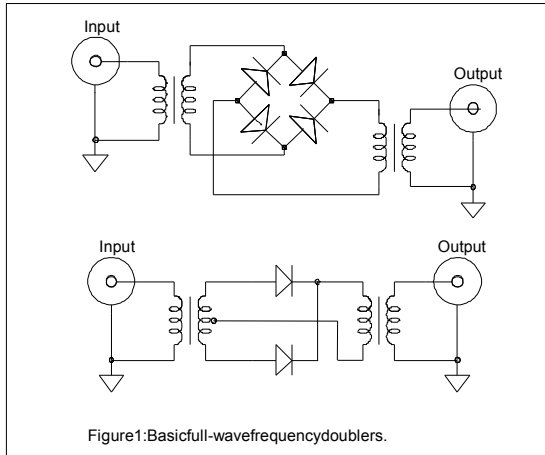 Input
Output
Input
Output
Figure1:Basicfull-wavefrequencydoublers.